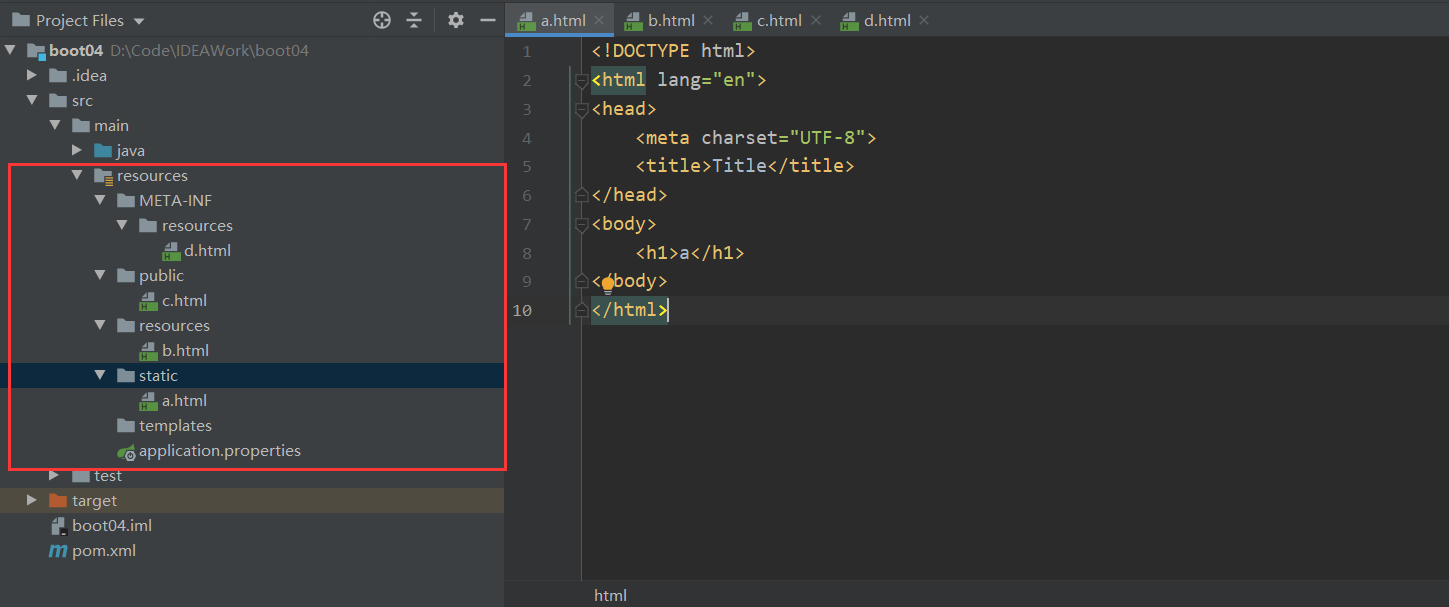 Project Files
boot04 D:\Code\IDEAWork\boot04
.idea
src
main
java
resources
META-INF
resources
d.html
public
c.html
resources
b.html
static
a.html
templates
application.properties
test
target
boot04.iml
pom.xml
a.html b.html c.html d.html
1 <!DOCTYPE html>
2 <html lang="en">
3 <head>
4     <meta charset="UTF-8">
5     <title>Title</title>
6 </head>
7 <body>
8     <h1>a</h1>
9 </body>
10 </html>
html